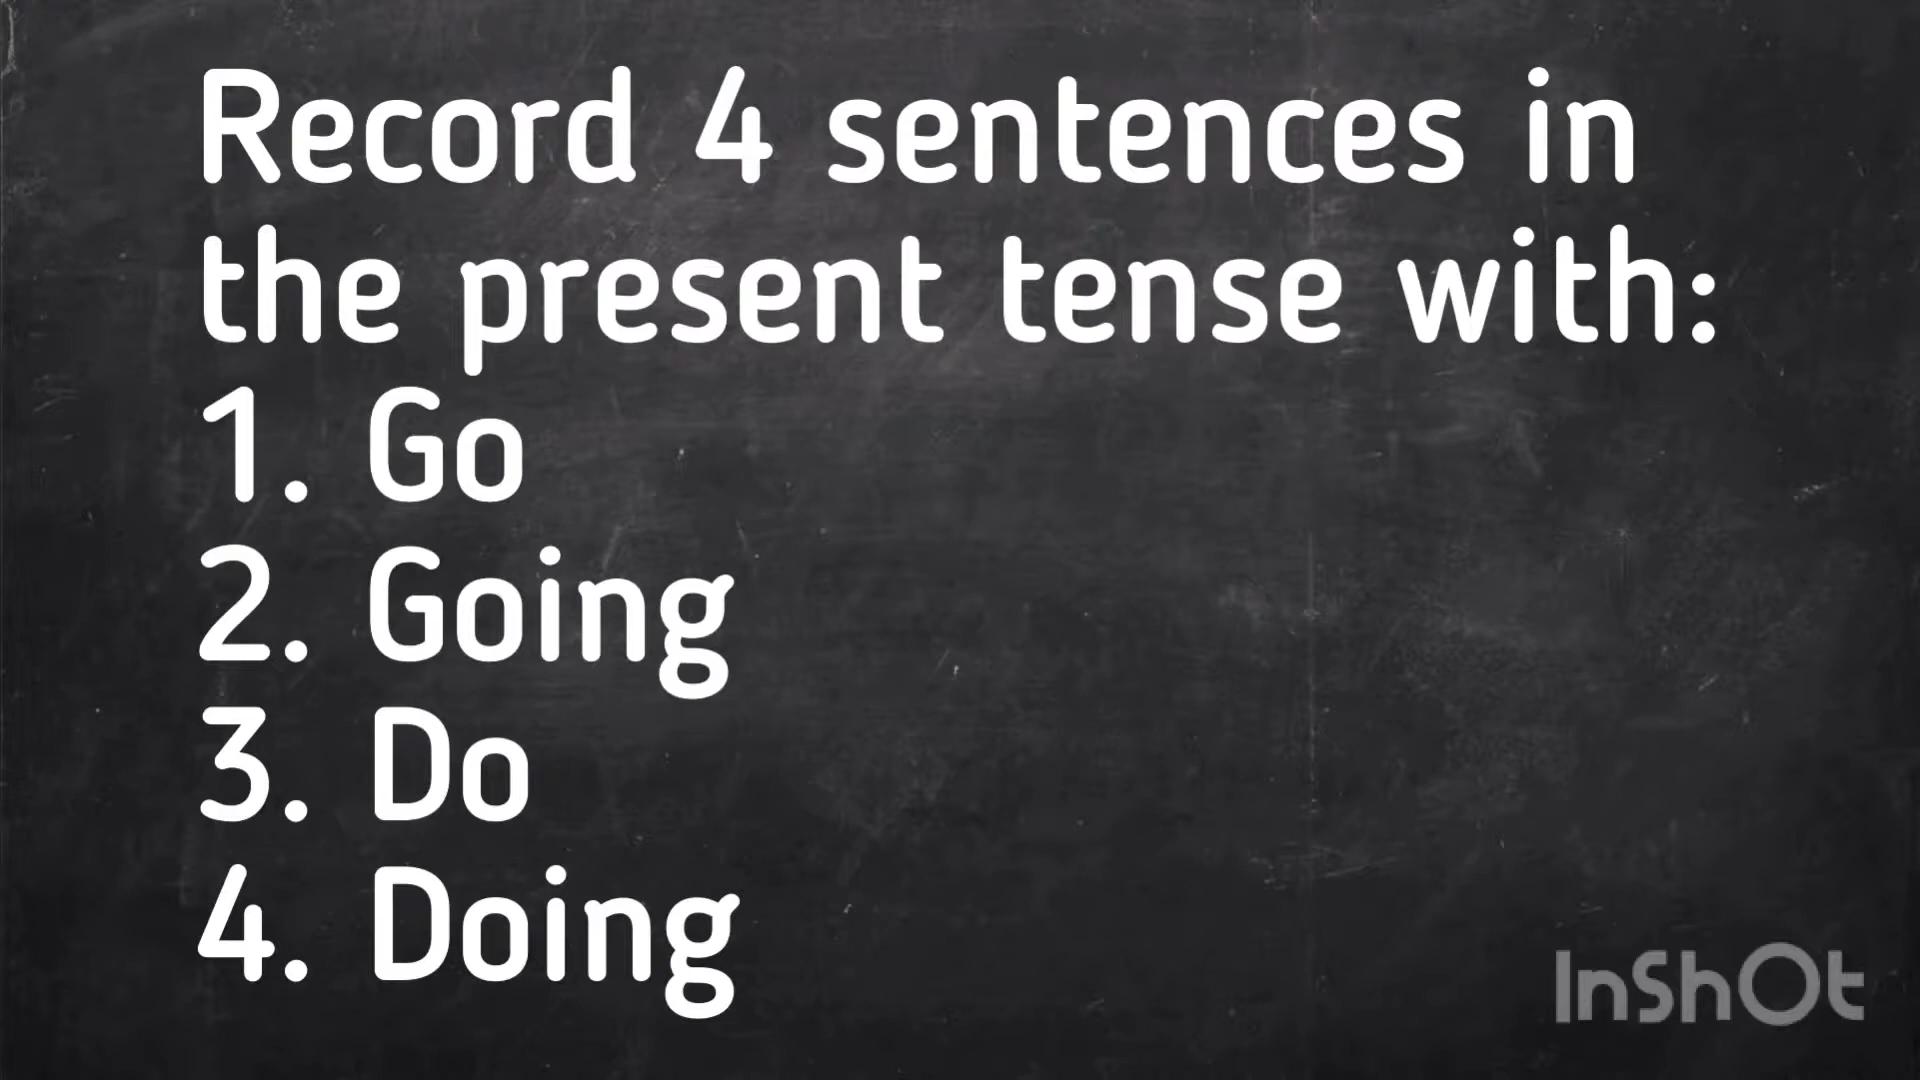 Record 4 sentences in
the present tense with:
1. Go
2. Going
3. Do
4. Doing
InShOt